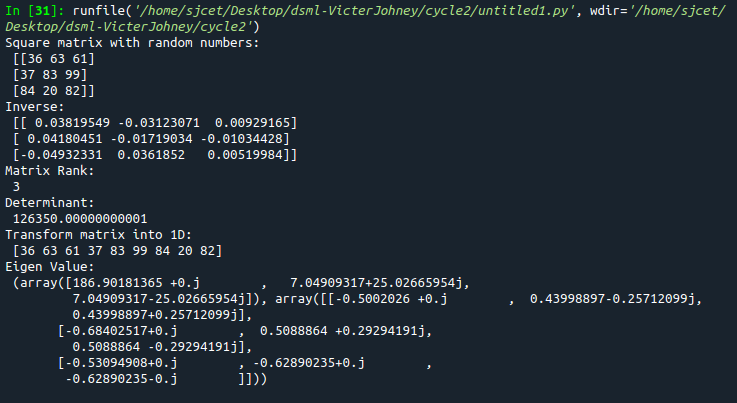 In [31]: runfile('/home/sjcet/Desktop/dsml-VicterJohney/cycle2/untitled1.py', wdir='/home/sjcet/
Desktop/dsml-VicterJohney/cycle2')
Square matrix with random numbers:
 [[36 63 61]
 [37 83 99]
 [84 20 82]]
Inverse:
 [[ 0.03819549 -0.03123071  0.00929165]
 [ 0.04180451 -0.01719034 -0.01034428]
 [-0.04932331  0.0361852   0.00519984]]
Matrix Rank:
 3
Determinant:
 126350.00000000001
Transform matrix into 1D:
 [36 63 61 37 83 99 84 20 82]
Eigen Value:
 (array([186.90181365 +0.j        ,   7.04909317+25.02665954j,
         7.04909317-25.02665954j]), array([[-0.5002026 +0.j        ,  0.43998897-0.25712099j,
         0.43998897+0.25712099j],
       [-0.68402517+0.j        ,  0.5088864 +0.29294191j,
         0.5088864 -0.29294191j],
       [-0.53094908+0.j        , -0.62890235+0.j        ,
        -0.62890235-0.j        ]]))